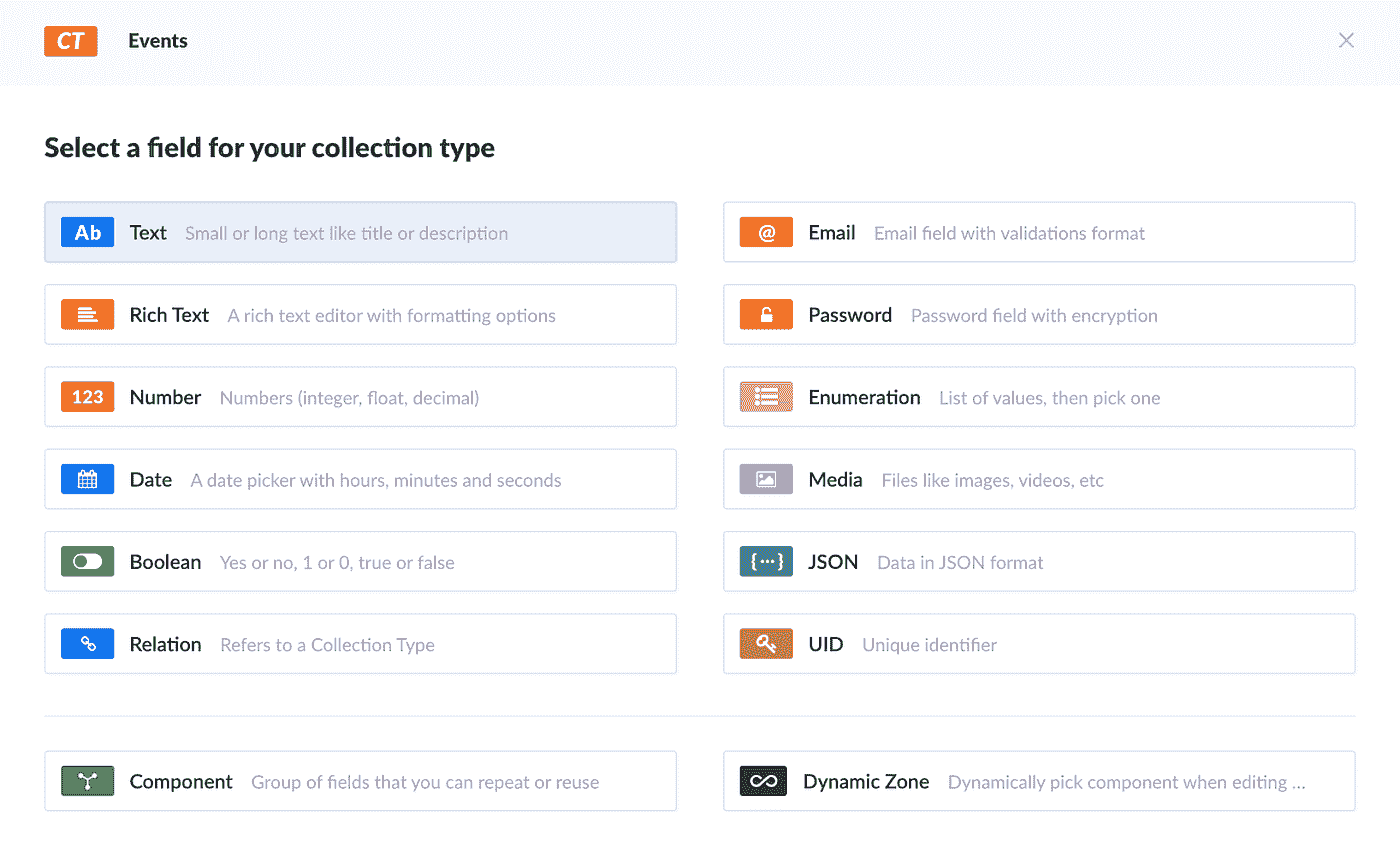 CT Events
Select a field for your collection type
Ab Text Small or long text like title or description
@ Email Email field with validations format
Rich Text A rich text editor with formatting options
Password Password field with encryption
123 Number Numbers (integer, float, decimal)
Enumeration List of values, then pick one
Date A date picker with hours, minutes and seconds
Media Files like images, videos, etc
Boolean Yes or no, 1 or 0, true or false
{...} JSON Data in JSON format
Relation Refers to a Collection Type
UID Unique identifier
Component Group of fields that you can repeat or reuse
Dynamic Zone Dynamically pick component when editing ...